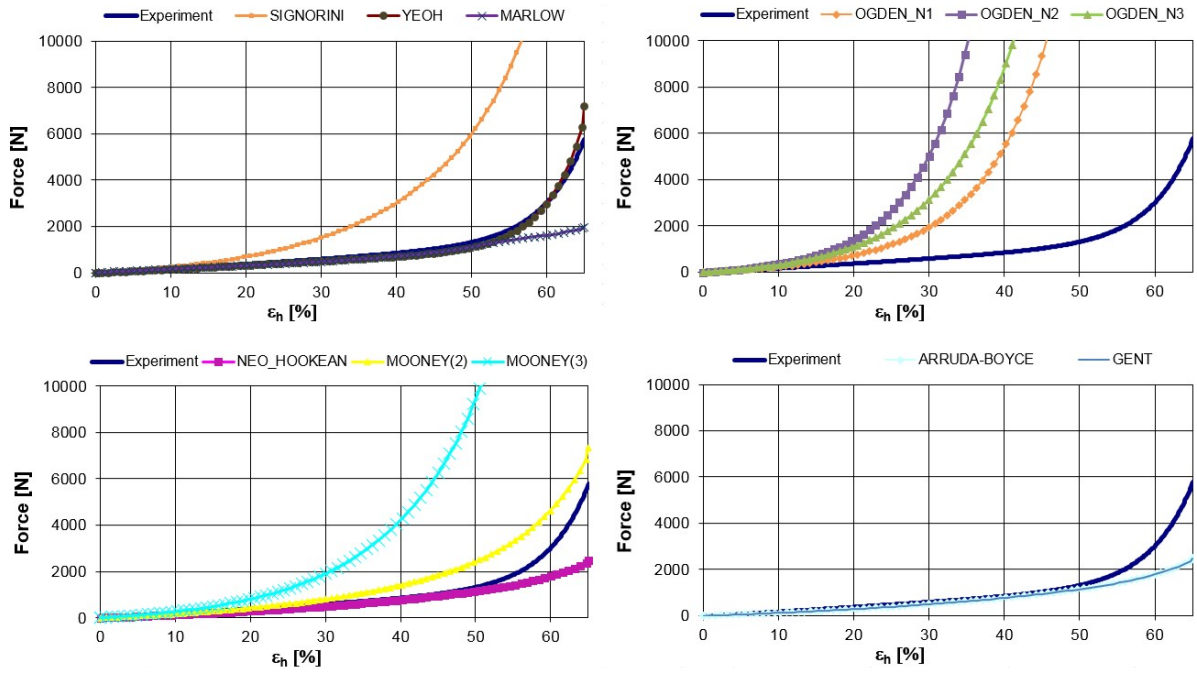 Experiment SIGNORINI YEOH MARLOW
10000
8000
6000
4000
2000
0
0 10 20 30 40 50 60
Force [N]
εh [%]
Experiment OGDEN_N1 OGDEN_N2 OGDEN_N3
10000
8000
6000
4000
2000
0
0 10 20 30 40 50 60
Force [N]
εh [%]
Experiment NEO_HOOKEAN MOONEY(2) MOONEY(3)
10000
8000
6000
4000
2000
0
0 10 20 30 40 50 60
Force [N]
εh [%]
Experiment ARRUDA-BOYCE GENT
10000
8000
6000
4000
2000
0
0 10 20 30 40 50 60
Force [N]
εh [%]